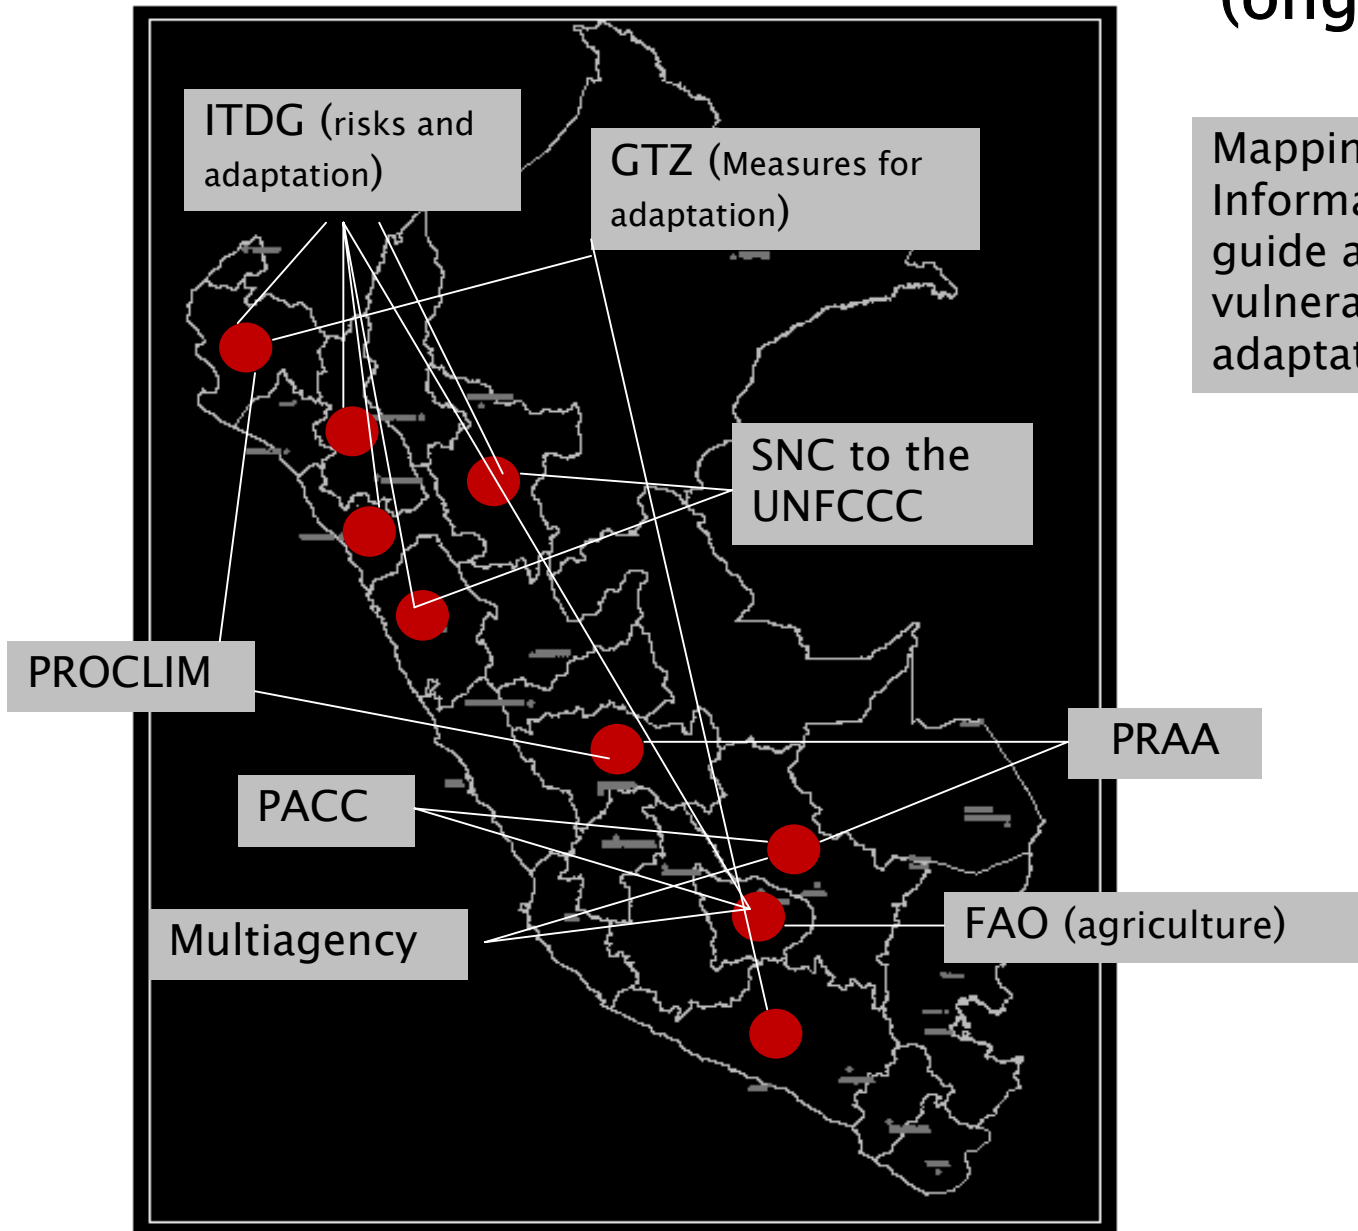 (ong
ITDG (risks and
adaptation)
GTZ (Measures for
adaptation)
Mappin
Informa
guide a
vulnera
adaptat
SNC to the
UNFCCC
PROCLIM
PRAA
PACC
FAO (agriculture)
Multiagency